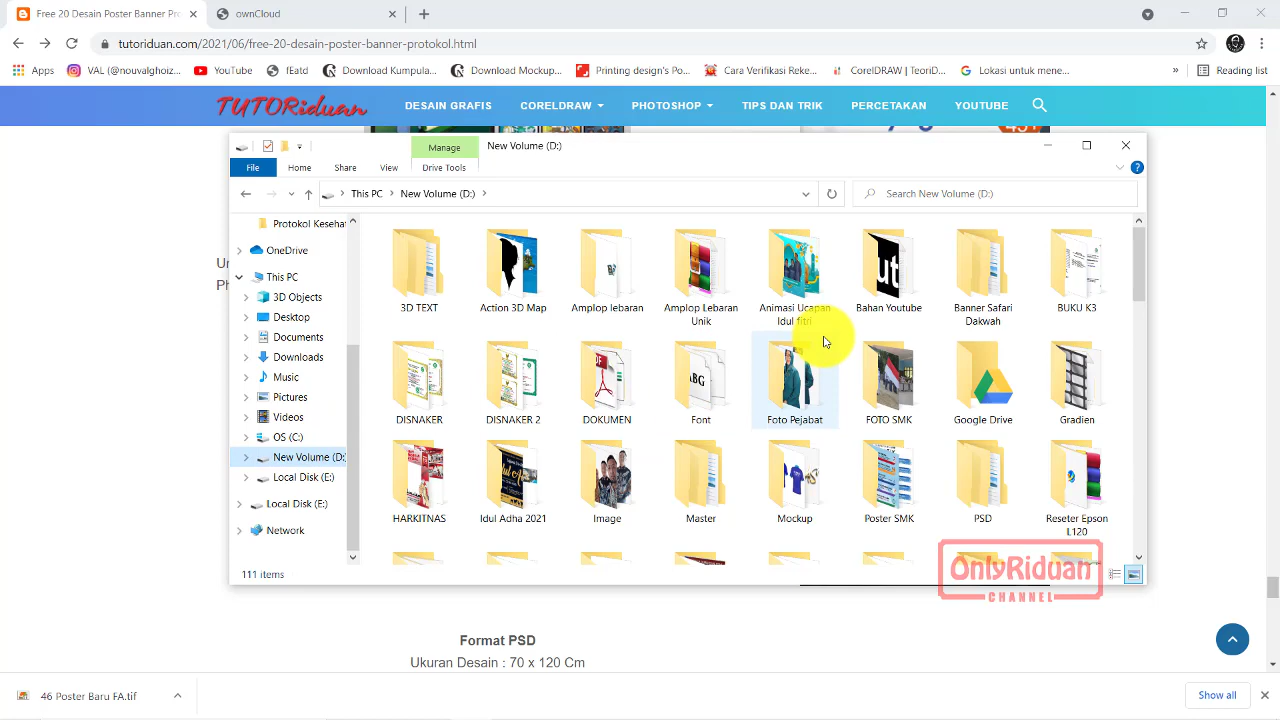 Free 20 Desain Poster Banner Pro
ownCloud
tutoriduan.com/2021/06/free-20-desain-poster-banner-protokol.html
Apps
VAL (@nouvalghoiz...
YouTube
fEatd
Download Kumpula...
Download Mockup...
Printing design's Po...
Cara Verifikasi Reke...
CorelDRAW | TeoriD...
Lokasi untuk mene...
»
Reading list
TUTORiduan
DESAIN GRAFIS
CORELDRAW
PHOTOSHOP
TIPS DAN TRIK
PERCETAKAN
YOUTUBE
Manage
New Volume (D:)
File
Home
Share
View
Drive Tools
This PC
New Volume (D:)
Search New Volume (D:)
Protokol Keseha
OneDrive
This PC
3D Objects
Desktop
Documents
Downloads
Music
Pictures
Videos
OS (C:)
New Volume (D:
Local Disk (E:)
Local Disk (E:)
Network
3D TEXT
Action 3D Map
Amplop lebaran
Amplop Lebaran Unik
Animasi Ucapan Idul fitri
Bahan Youtube
Banner Safari Dakwah
BUKU K3
DISNAKER
DISNAKER 2
DOKUMEN
Font
Foto Pejabat
FOTO SMK
Google Drive
Gradien
HARKITNAS
Idul Adha 2021
Image
Master
Mockup
Poster SMK
PSD
Reseter Epson L120
111 items
OnlyRiduan
CHANNEL
Format PSD
Ukuran Desain : 70 x 120 Cm
46 Poster Baru FA.tif
Show all